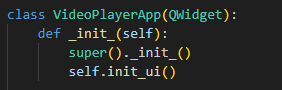 class VideoPlayerApp(QWidget):
    def _init_(self):
        super()._init_()
        self.init_ui()